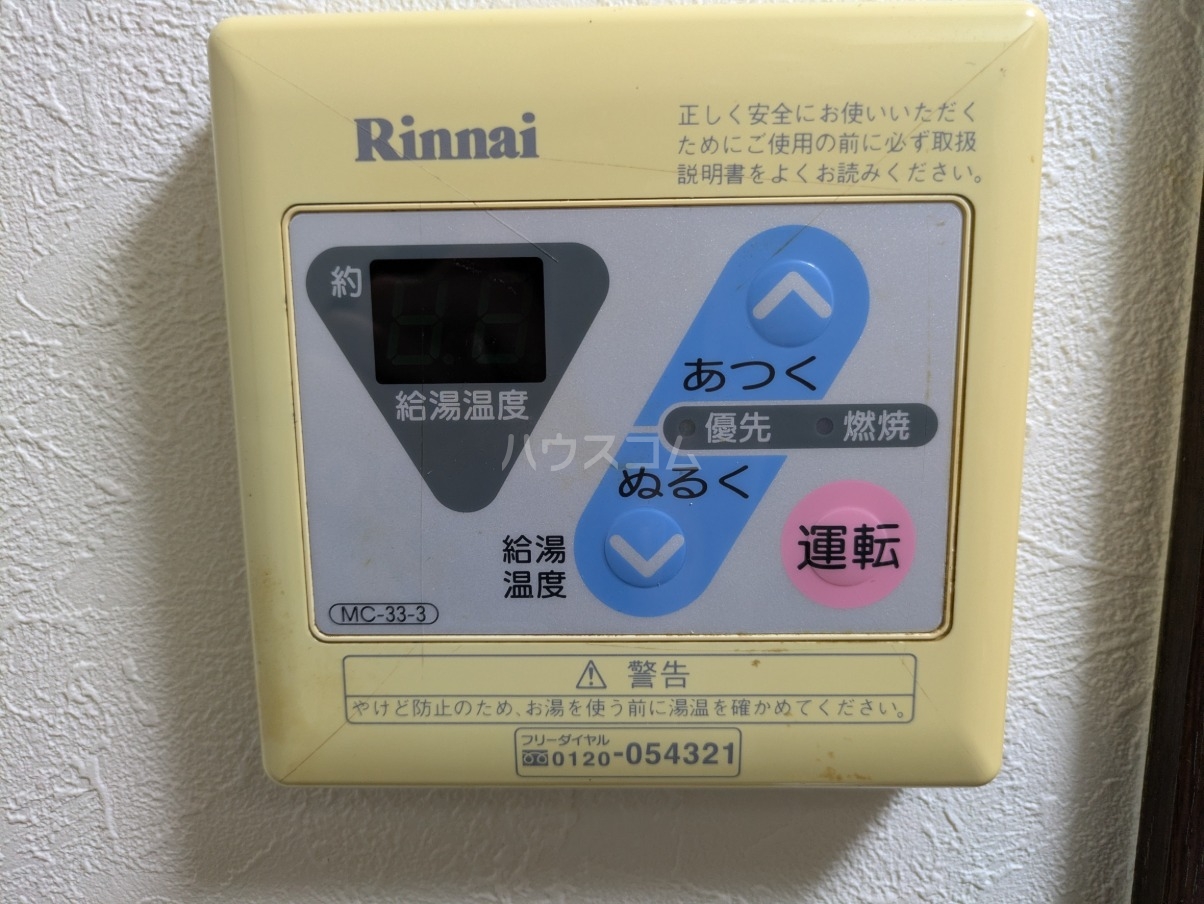 Rinnai
正しく安全にお使いいただく
ためにご使用の前に必ず取扱
説明書をよくお読みください。
約
給湯温度
あつく
優先 燃焼
ハウスコム
ぬるく
給湯
温度
運転
MC-33-3
⚠ 警告
やけど防止のため、お湯を使う前に湯温を確かめてください。
フリーダイヤル
0120-054321